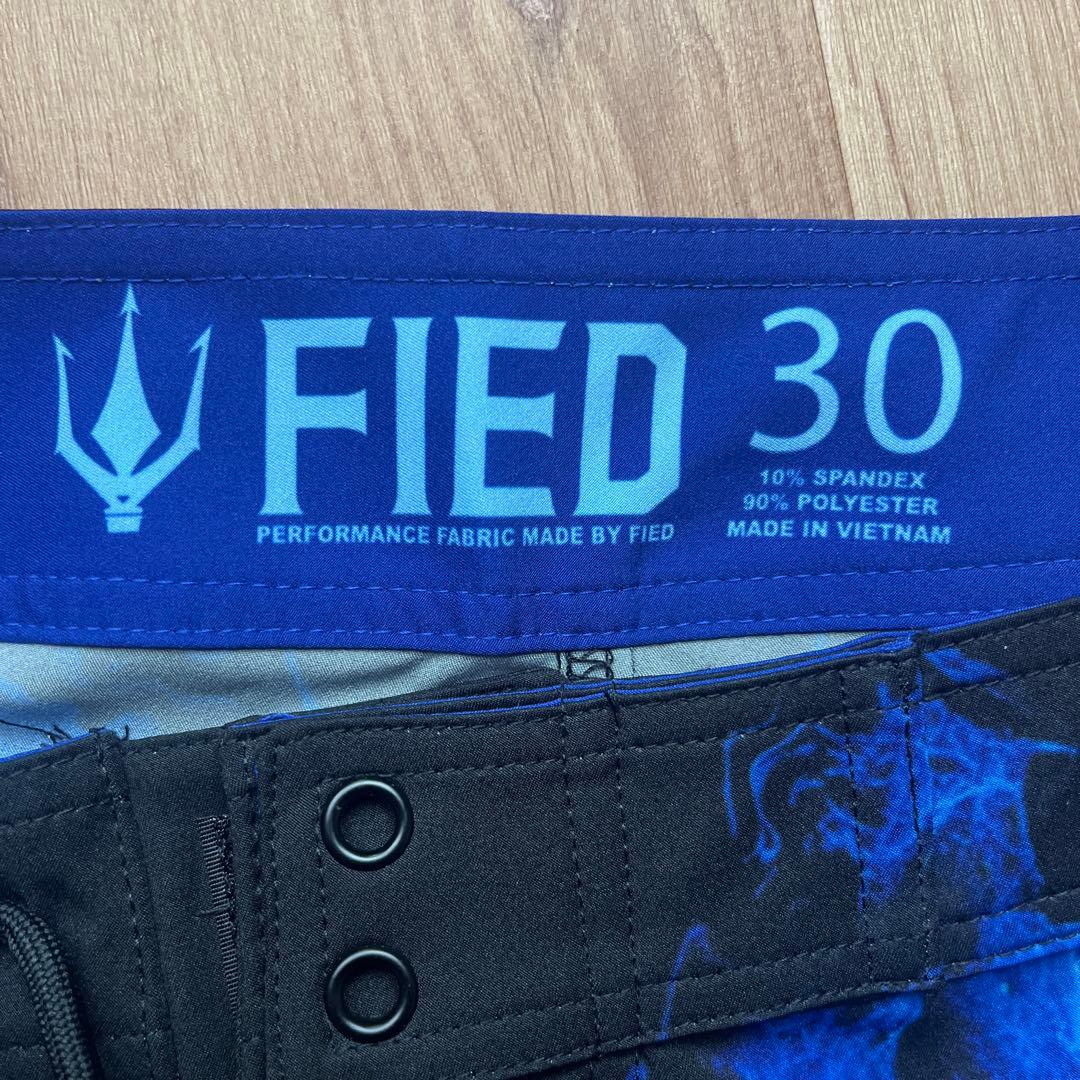 FIED 30
PERFORMANCE FABRIC MADE BY FIED
10% SPANDEX
90% POLYESTER
MADE IN VIETNAM